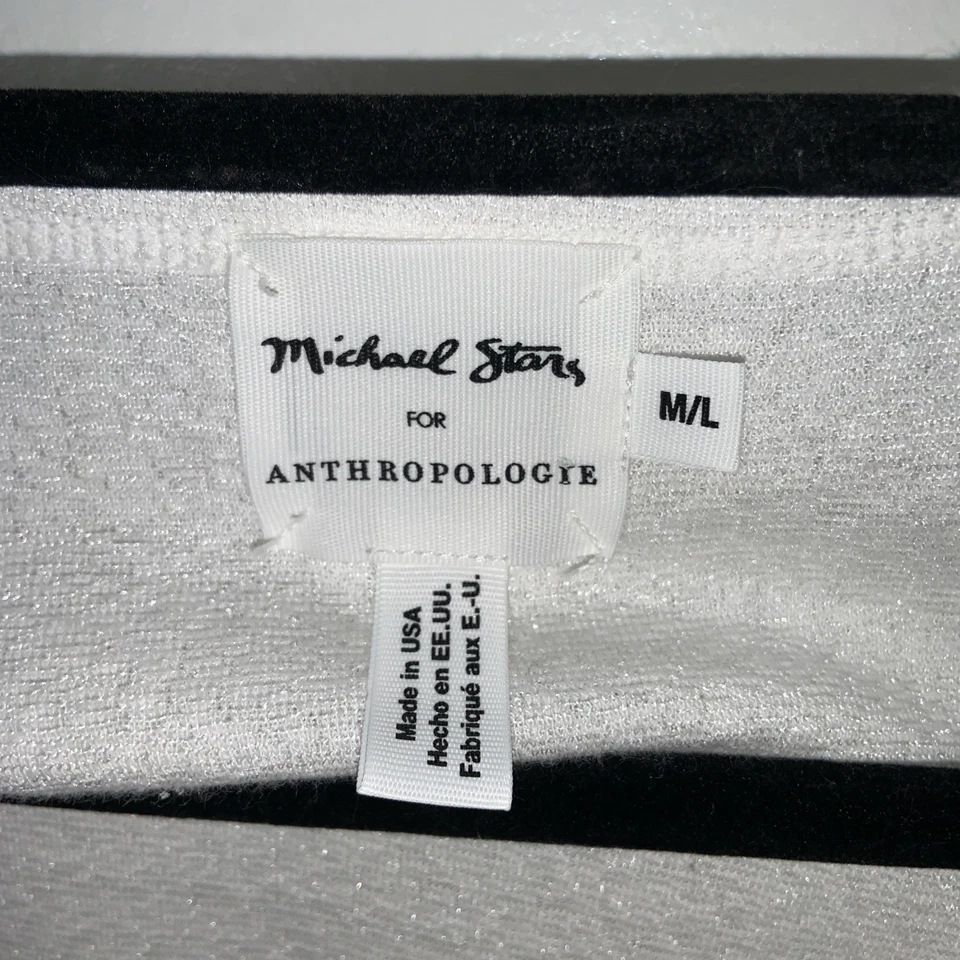 Michael Stars
FOR
ANTHROPOLOGIE
M/L
Made in USA
Hecho en EE.UU.
Fabriqué aux E.-U.